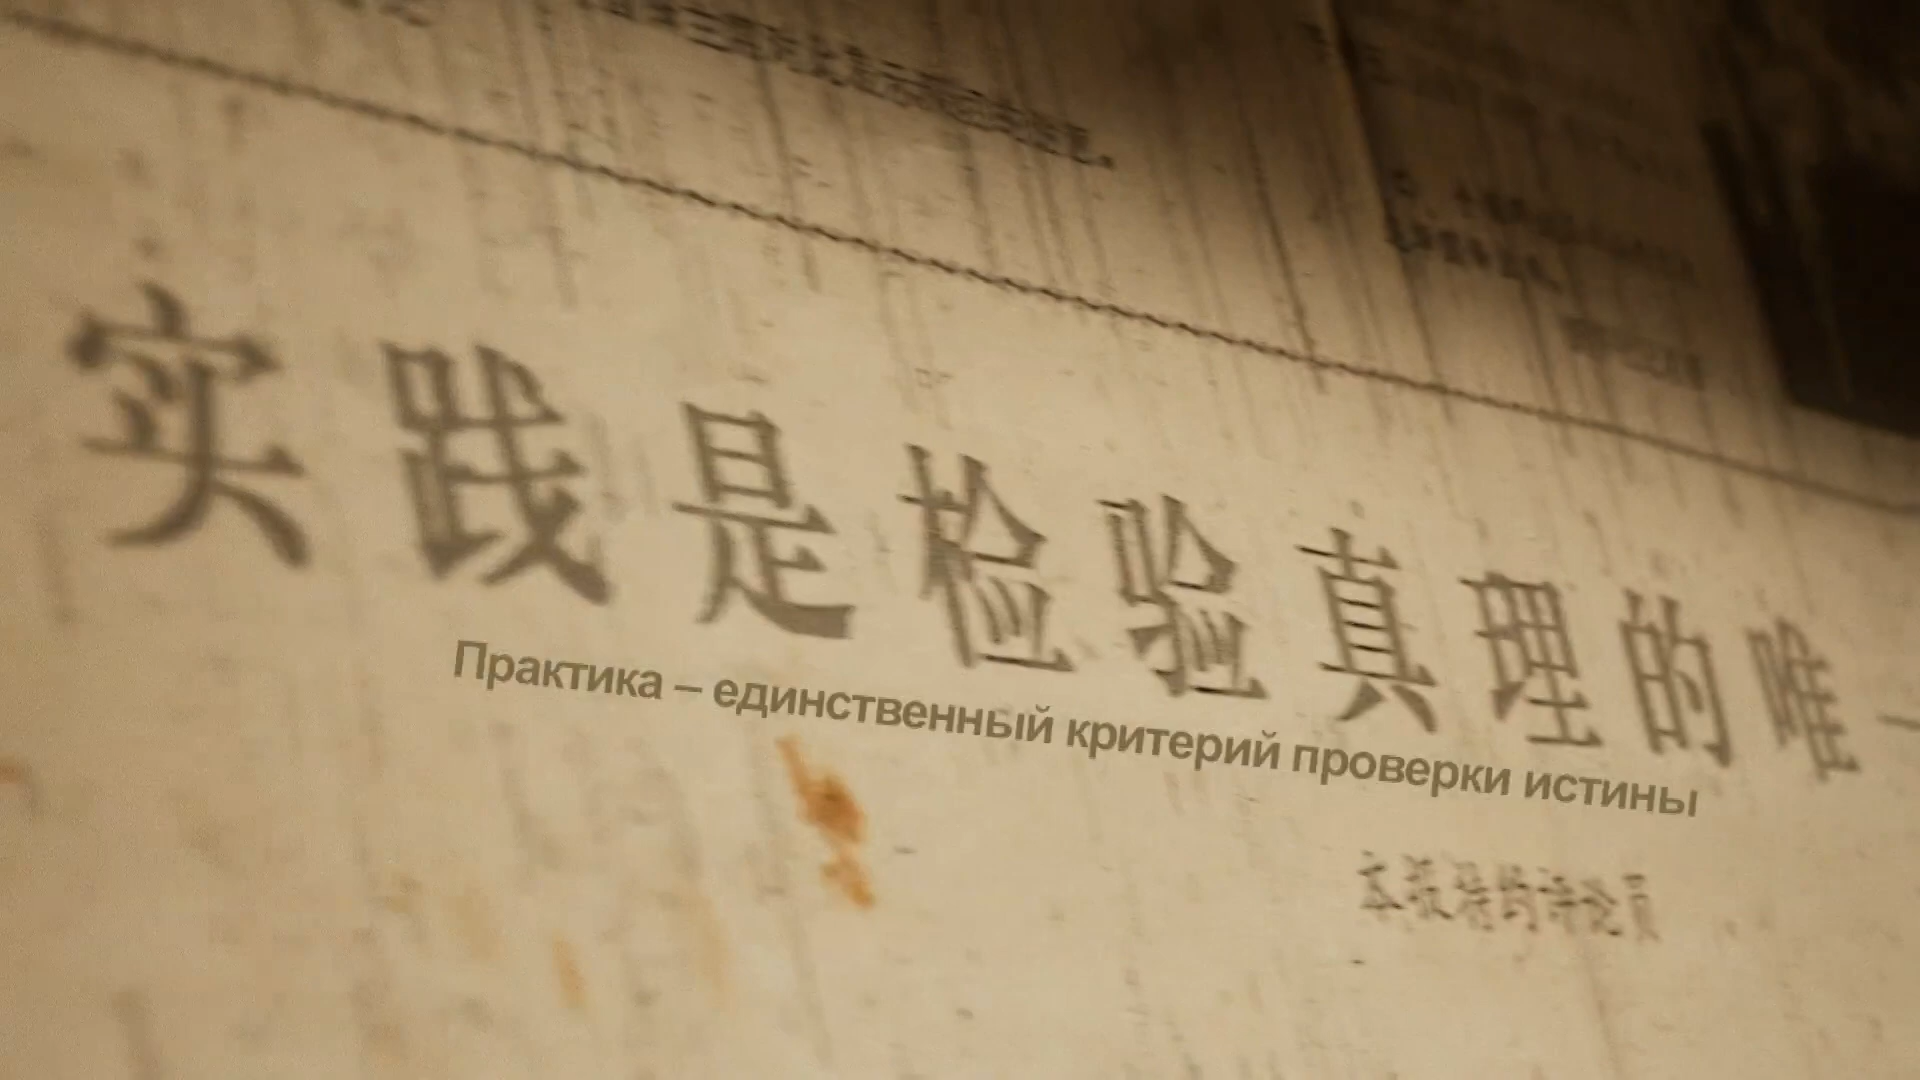 实践是检验真理的唯一
Практика – единственный критерий проверки истины
本报特约评论员